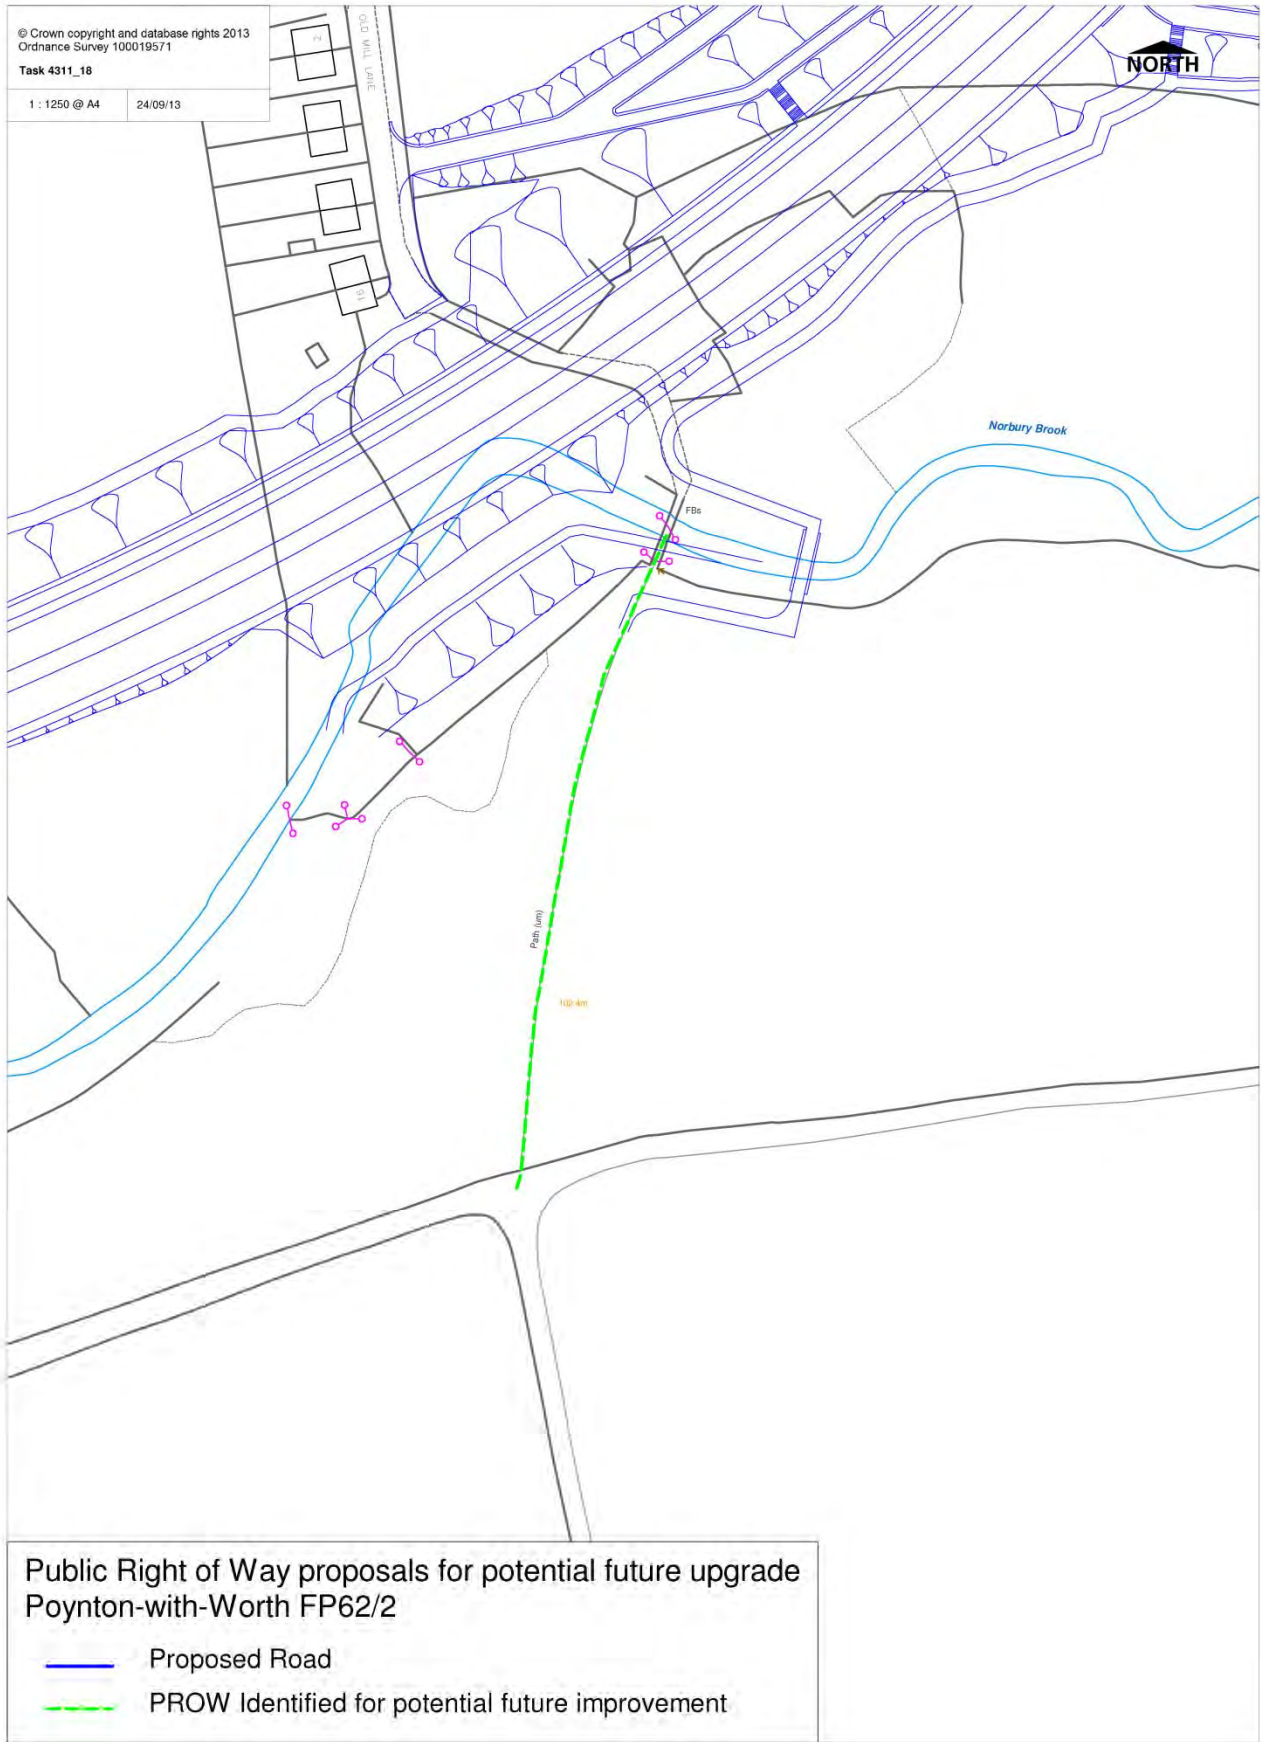 © Crown copyright and database rights 2013
Ordnance Survey 100019571
Task 4311_18
1 : 1250 @ A4
24/09/13
NORTH
2
OLD MILL LANE
16
Norbury Brook
FBs
Path (um)
102.4m
Public Right of Way proposals for potential future upgrade
Poynton-with-Worth FP62/2
Proposed Road
PROW Identified for potential future improvement